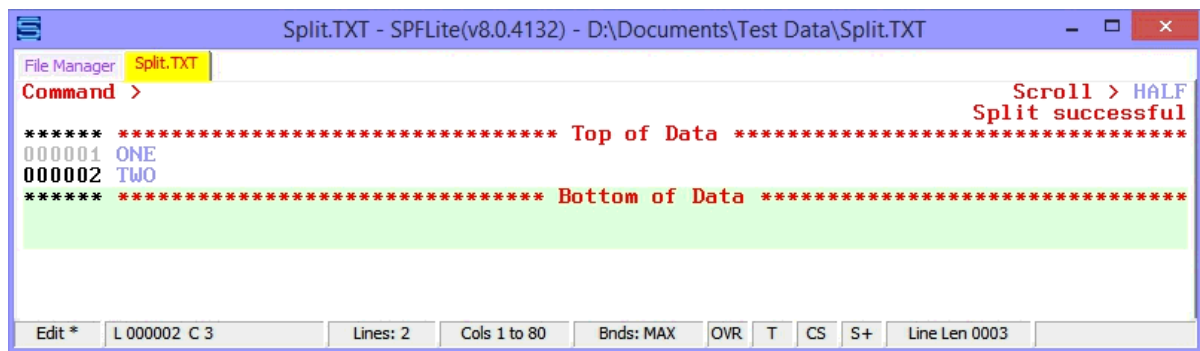 Split.TXT - SPFLite(v8.0.4132) - D:\Documents\Test Data\Split.TXT
File Manager Split.TXT
Command > Scroll > HALF
Split successful
****** ********************************* Top of Data **********************************
000001 ONE
000002 TWO
****** ******************************** Bottom of Data ********************************
Edit * L 000002 C 3 Lines: 2 Cols 1 to 80 Bnds: MAX OVR T CS S+ Line Len 0003